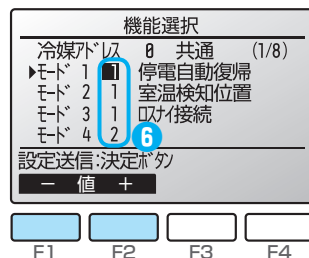 機能選択
冷媒アドレス 0 共通 (1/8)
▶モード 1 1 停電自動復帰
モード 2 1 室温検知位置
モード 3 1 ロスナイ接続
モード 4 2
6
設定送信:決定ボタン
− 値 +
F1 F2 F3 F4